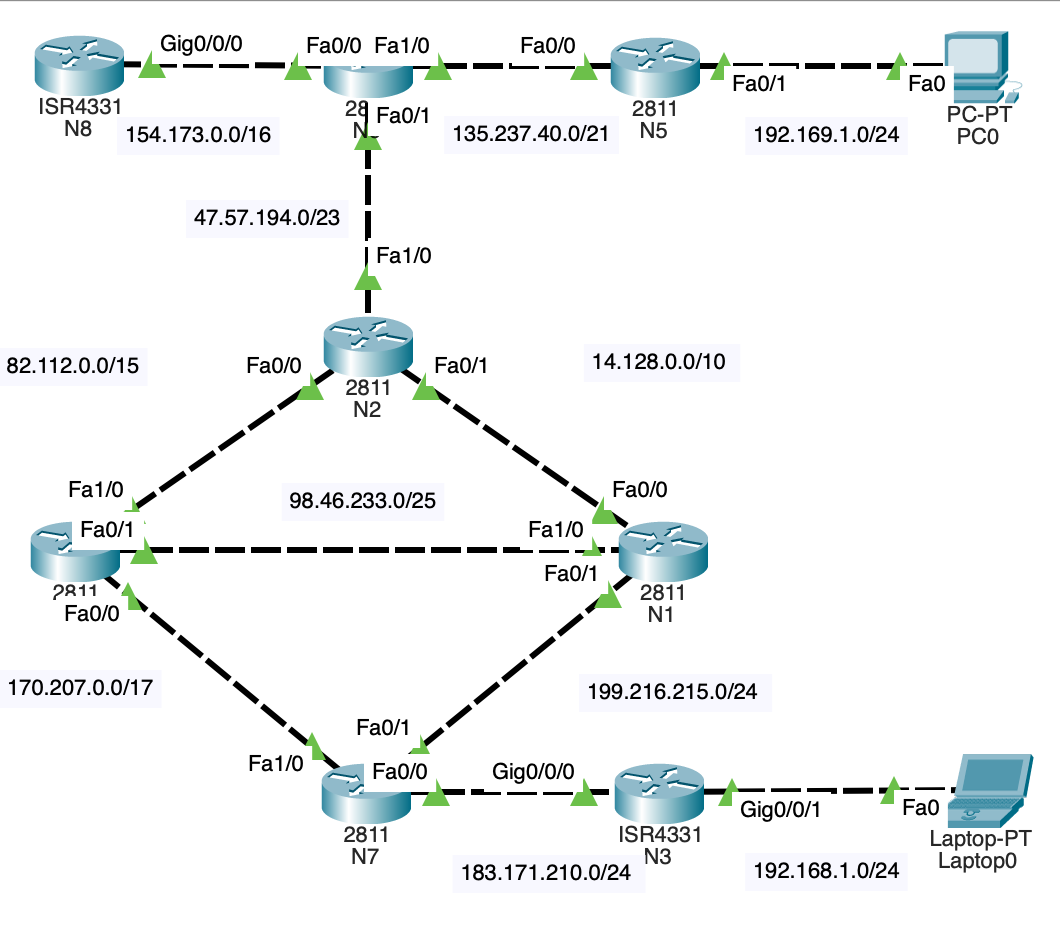 Gig0/0/0
Fa0/0
Fa1/0
Fa0/0
Fa0/1
Fa0
ISR4331
N8
28
N
Fa0/1
2811
N5
PC-PT
PC0
154.173.0.0/16
135.237.40.0/21
192.169.1.0/24
47.57.194.0/23
Fa1/0
82.112.0.0/15
Fa0/0
Fa0/1
14.128.0.0/10
2811
N2
Fa1/0
98.46.233.0/25
Fa0/0
Fa0/1
Fa1/0
Fa0/1
2811
2811
N1
Fa0/0
170.207.0.0/17
199.216.215.0/24
Fa0/1
Fa1/0
Fa0/0
Gig0/0/0
Gig0/0/1
Fa0
2811
N7
ISR4331
N3
Laptop-PT
Laptop0
183.171.210.0/24
192.168.1.0/24